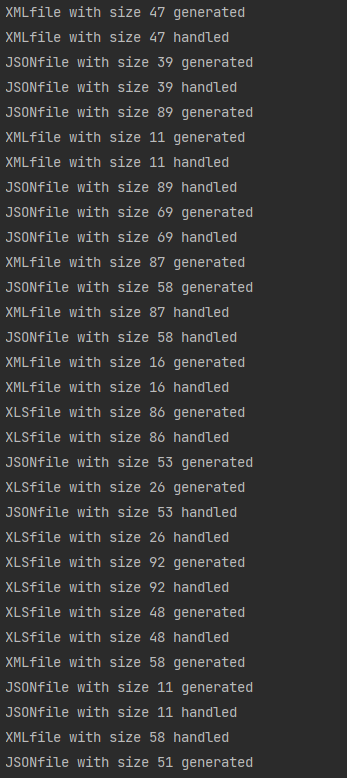 XMLfile with size 47 generated
XMLfile with size 47 handled
JSONfile with size 39 generated
JSONfile with size 39 handled
JSONfile with size 89 generated
XMLfile with size 11 generated
XMLfile with size 11 handled
JSONfile with size 89 handled
JSONfile with size 69 generated
JSONfile with size 69 handled
XMLfile with size 87 generated
JSONfile with size 58 generated
XMLfile with size 87 handled
JSONfile with size 58 handled
XMLfile with size 16 generated
XMLfile with size 16 handled
XLSfile with size 86 generated
XLSfile with size 86 handled
JSONfile with size 53 generated
XLSfile with size 26 generated
JSONfile with size 53 handled
XLSfile with size 26 handled
XLSfile with size 92 generated
XLSfile with size 92 handled
XLSfile with size 48 generated
XLSfile with size 48 handled
XMLfile with size 58 generated
JSONfile with size 11 generated
JSONfile with size 11 handled
XMLfile with size 58 handled
JSONfile with size 51 generated